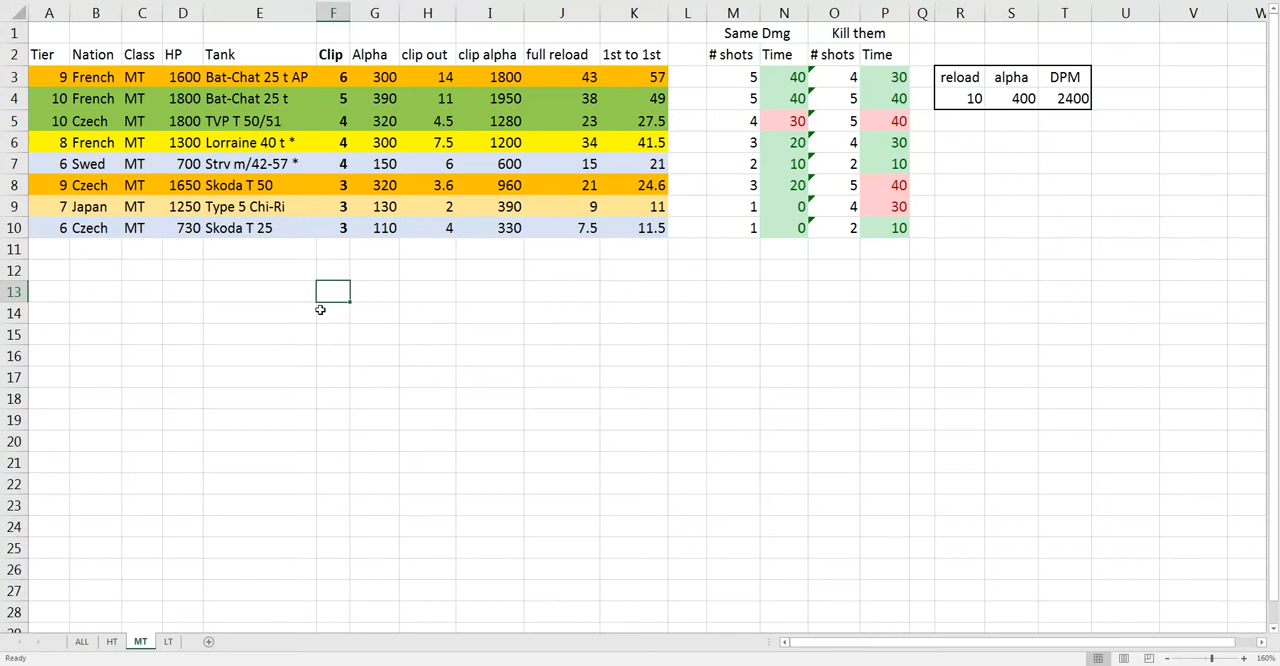 A B C D E F G H I J K L M N O P Q R S T U V W
1 Same Dmg Kill them
2 Tier Nation Class HP Tank Clip Alpha clip out clip alpha full reload 1st to 1st # shots Time # shots Time
3 9 French MT 1600 Bat-Chat 25 t AP 6 300 14 1800 43 57 5 40 4 30 reload alpha DPM
4 10 French MT 1800 Bat-Chat 25 t 5 390 11 1950 38 49 5 40 5 40 10 400 2400
5 10 Czech MT 1800 TVP T 50/51 4 320 4.5 1280 23 27.5 4 30 5 40
6 8 French MT 1300 Lorraine 40 t * 4 300 7.5 1200 34 41.5 3 20 4 30
7 6 Swed MT 700 Strv m/42-57 * 4 150 6 600 15 21 2 10 2 10
8 9 Czech MT 1650 Skoda T 50 3 320 3.6 960 21 24.6 3 20 5 40
9 7 Japan MT 1250 Type 5 Chi-Ri 3 130 2 390 9 11 1 0 4 30
10 6 Czech MT 730 Skoda T 25 3 110 4 330 7.5 11.5 1 0 2 10
11
12
13
14
15
16
17
18
19
20
21
22
23
24
25
26
27
28
29
ALL HT MT LT
Ready 160%